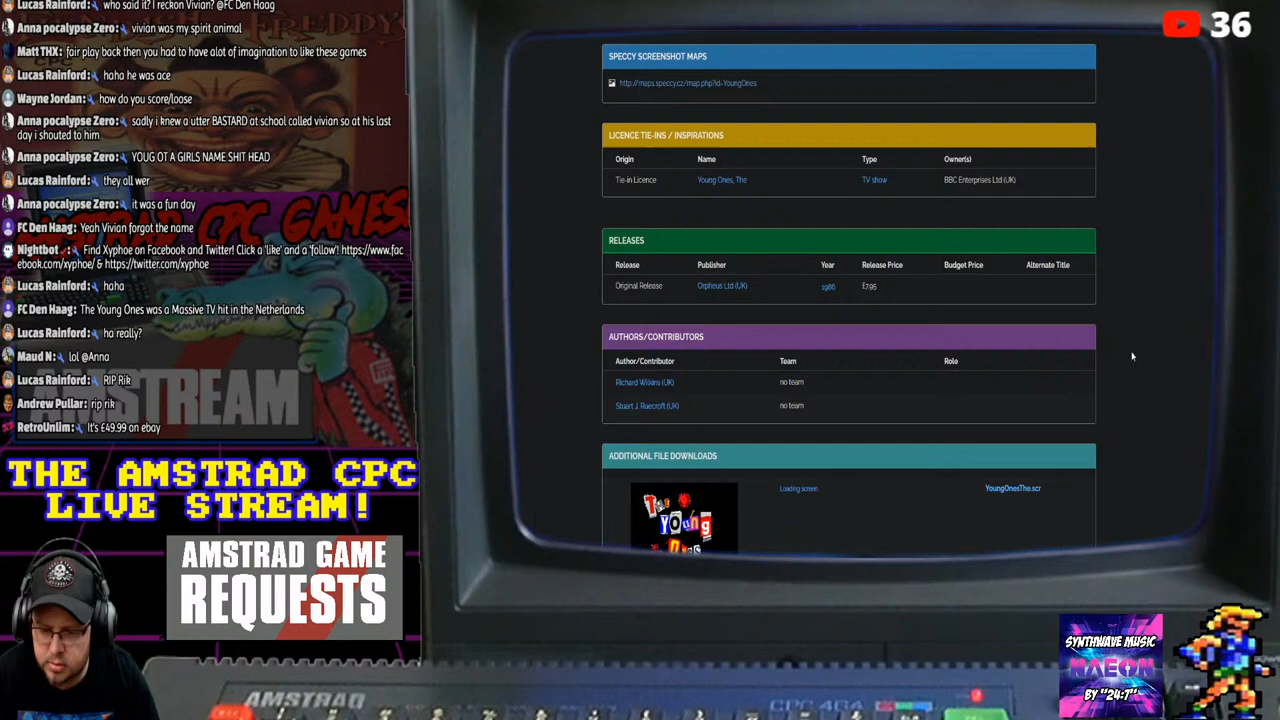 Lucas Rainford: who said it? I reckon Vivian? @FC Den Haag
Anna pocalypse Zero: vivian was my spirit animal
Matt THX: fair play back then you had to have alot of imagination to like these games
Lucas Rainford: haha he was ace
Wayne Jordan: how do you score/loose
Anna pocalypse Zero: sadly i knew a utter BASTARD at school called vivian so at his last
day i shouted to him
Anna pocalypse Zero: YOUG OT A GIRLS NAME SHIT HEAD
Lucas Rainford: they all wer
Anna pocalypse Zero: it was a fun day
FC Den Haag: Yeah Vivian forgot the name
Nightbot: Find Xyphoe on Facebook and Twitter! Click a 'like' and a 'follow'! https://www.fac
ebook.com/xyphoe/ & https://twitter.com/xyphoe
Lucas Rainford: haha
FC Den Haag: The Young Ones was a Massive TV hit in the Netherlands
Lucas Rainford: ha really?
Maud N: lol @Anna
Lucas Rainford: RIP Rik
Andrew Pullar: rip rik
RetroUnlim: It's £49.99 on ebay
AMSTRAD CPC GAMES!
AMSTREAM
THE AMSTRAD CPC
LIVE STREAM!
AMSTRAD GAME
REQUESTS
36
SPECCY SCREENSHOT MAPS
http://maps.speccy.cz/map.php?id=YoungOnes
LICENCE TIE-INS / INSPIRATIONS
Origin Name Type Owner(s)
Tie-in Licence Young Ones, The TV show BBC Enterprises Ltd (UK)
RELEASES
Release Publisher Year Release Price Budget Price Alternate Title
Original Release Orpheus Ltd (UK) 1986 £7.95
AUTHORS/CONTRIBUTORS
Author/Contributor Team Role
Richard Wilkins (UK) no team
Stuart J. Ruecroft (UK) no team
ADDITIONAL FILE DOWNLOADS
Loading screen YoungOnesThe.scr
The Young Ones
SYNTHWAVE MUSIC
NAEON
BY "24:7"
AMSTRAD
CPC 464